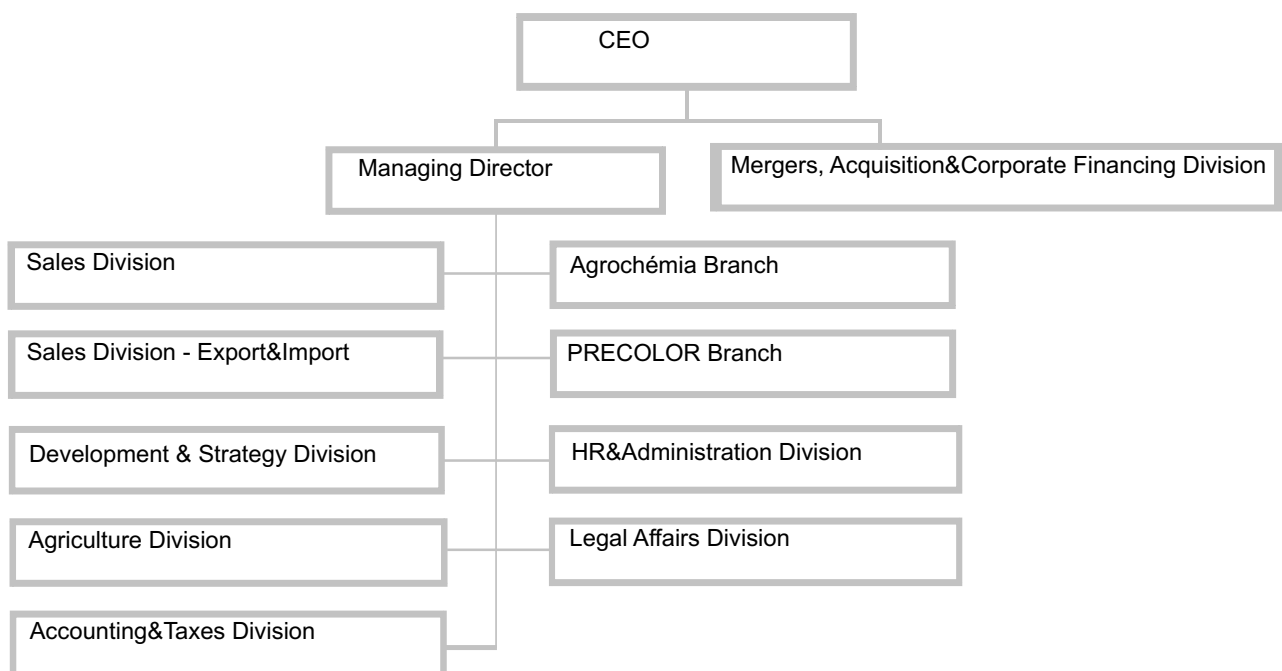 CEO
Managing Director
Mergers, Acquisition&Corporate Financing Division
Sales Division
Agrochémia Branch
Sales Division - Export&Import
PRECOLOR Branch
Development & Strategy Division
HR&Administration Division
Agriculture Division
Legal Affairs Division
Accounting&Taxes Division